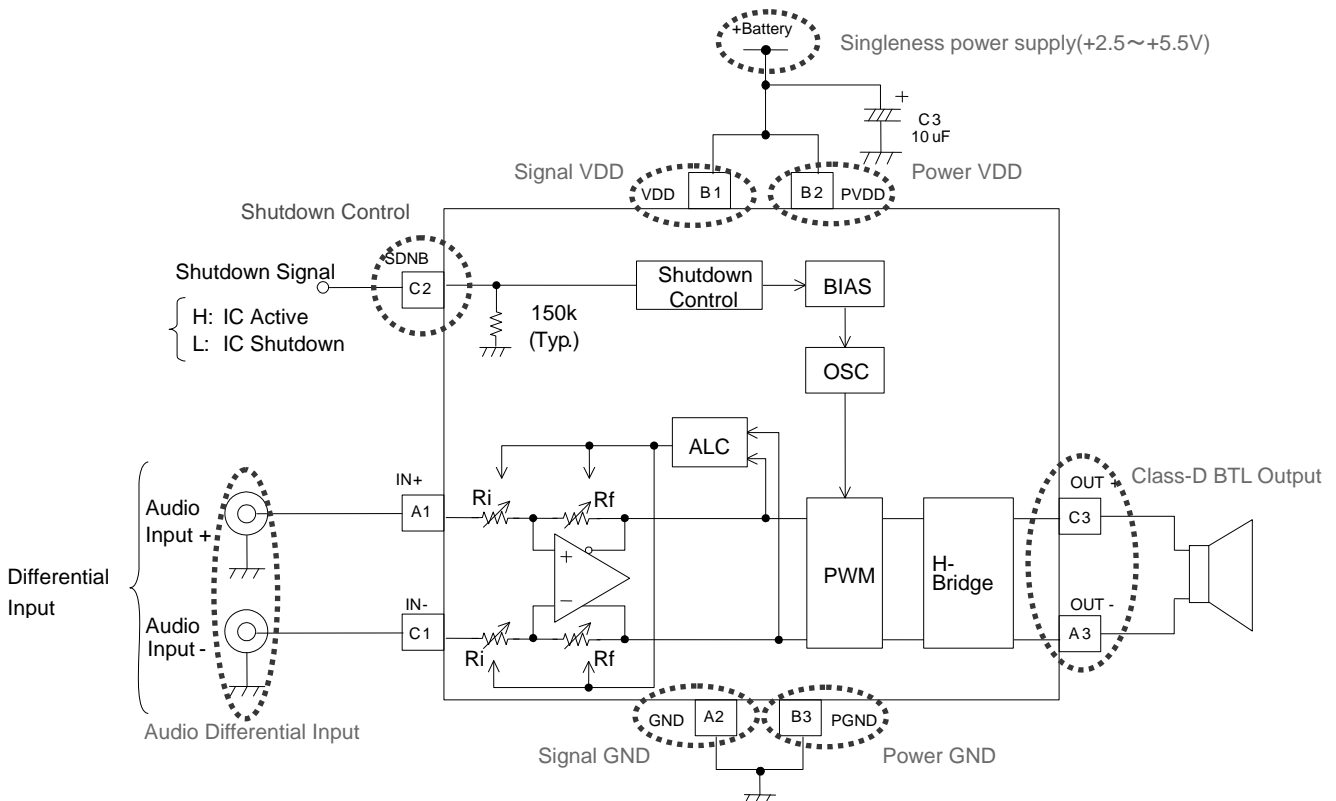 +Battery
Singleness power supply(+2.5～+5.5V)
+
C3
10 uF
Signal VDD
Power VDD
VDD
B1
B2
PVDD
Shutdown Control
SDNB
Shutdown Signal
C2
H: IC Active
L: IC Shutdown
150k
(Typ.)
Shutdown
Control
BIAS
OSC
ALC
Differential
Input
Audio
Input +
IN+
A1
Ri
Rf
+
−
PWM
H-
Bridge
OUT +
C3
Class-D BTL Output
Audio
Input -
IN-
C1
Ri
Rf
OUT -
A3
Audio Differential Input
GND
A2
B3
PGND
Signal GND
Power GND